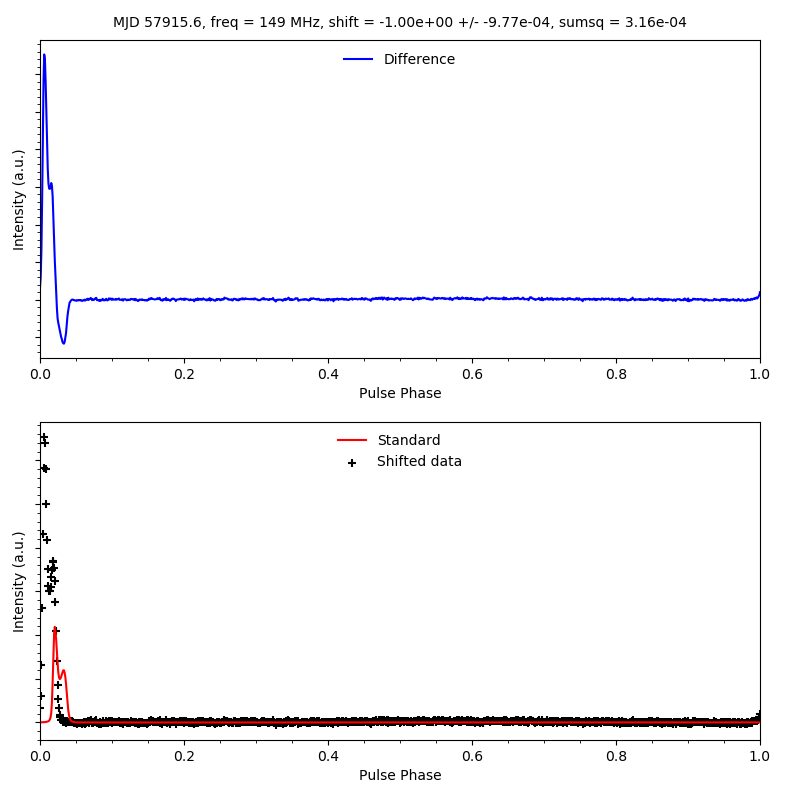 MJD 57915.6, freq = 149 MHz, shift = -1.00e+00 +/- -9.77e-04, sumsq = 3.16e-04
Difference
Intensity (a.u.)
0.0 0.2 0.4 0.6 0.8 1.0
Pulse Phase
Standard
Shifted data
Intensity (a.u.)
0.0 0.2 0.4 0.6 0.8 1.0
Pulse Phase